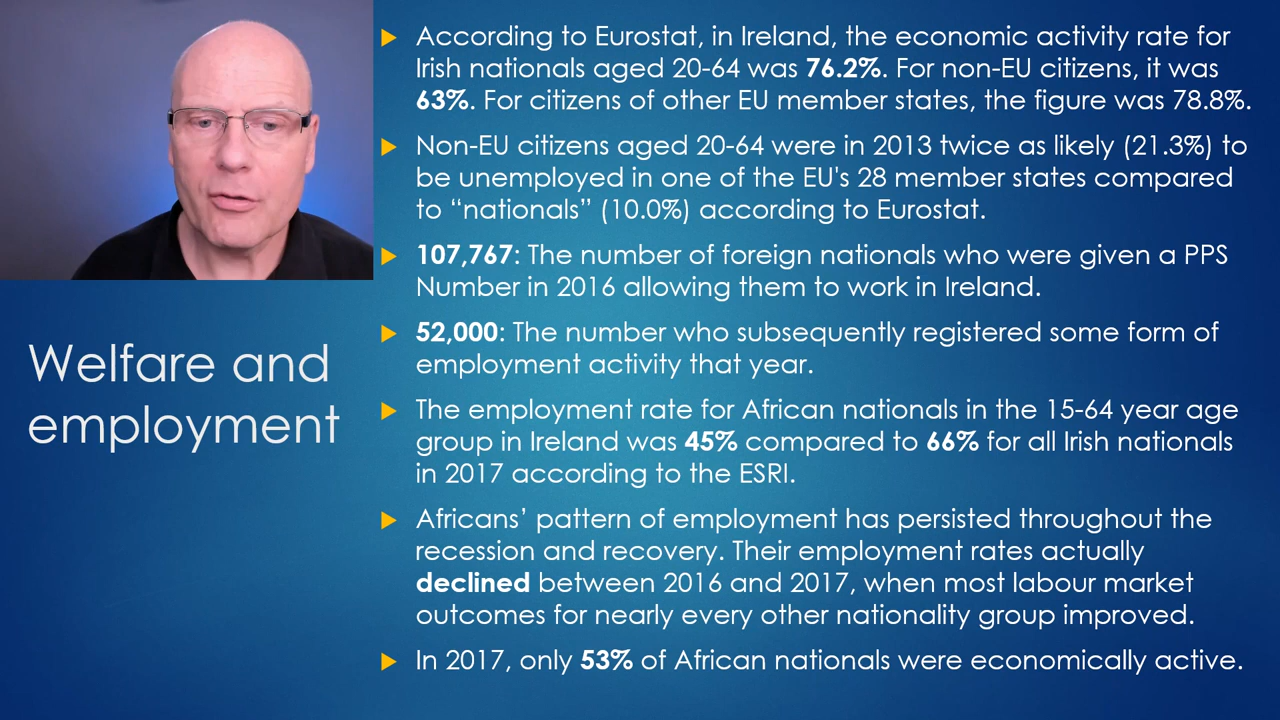 Welfare and
employment
According to Eurostat, in Ireland, the economic activity rate for
Irish nationals aged 20-64 was 76.2%. For non-EU citizens, it was
63%. For citizens of other EU member states, the figure was 78.8%.
Non-EU citizens aged 20-64 were in 2013 twice as likely (21.3%) to
be unemployed in one of the EU's 28 member states compared
to “nationals” (10.0%) according to Eurostat.
107,767: The number of foreign nationals who were given a PPS
Number in 2016 allowing them to work in Ireland.
52,000: The number who subsequently registered some form of
employment activity that year.
The employment rate for African nationals in the 15-64 year age
group in Ireland was 45% compared to 66% for all Irish nationals
in 2017 according to the ESRI.
Africans’ pattern of employment has persisted throughout the
recession and recovery. Their employment rates actually
declined between 2016 and 2017, when most labour market
outcomes for nearly every other nationality group improved.
In 2017, only 53% of African nationals were economically active.